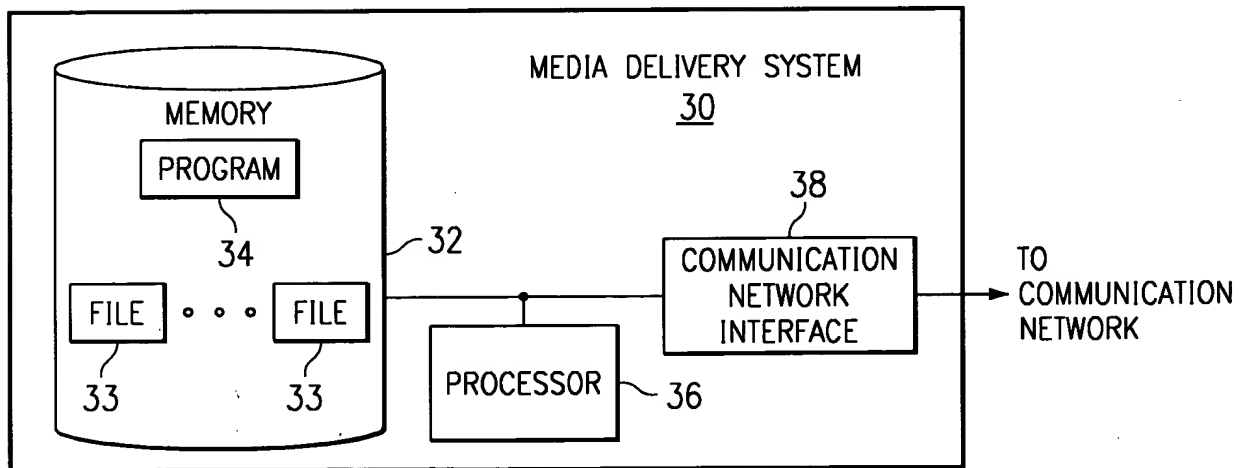 MEDIA DELIVERY SYSTEM
30
MEMORY
PROGRAM
34
32
38
FILE
FILE
33
33
COMMUNICATION
NETWORK
INTERFACE
PROCESSOR
36
TO
COMMUNICATION
NETWORK